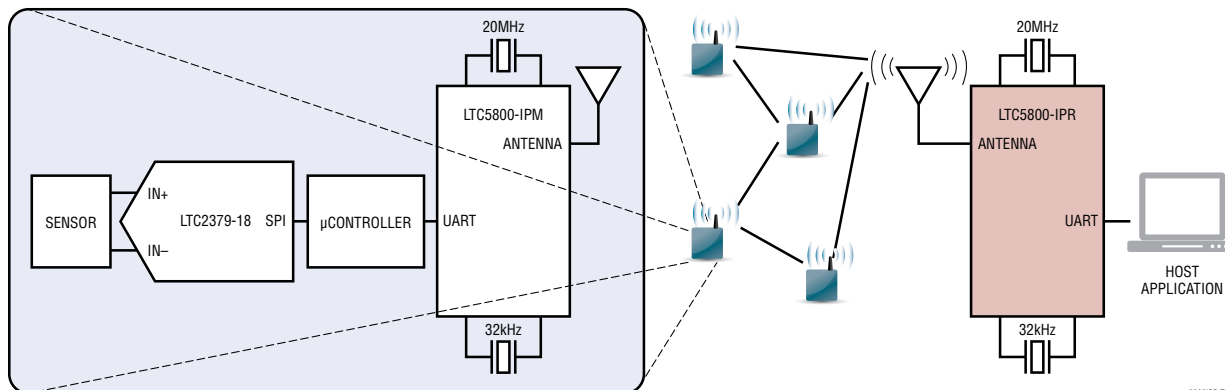 20MHz
LTC5800-IPM
ANTENNA
SENSOR
IN+
IN–
LTC2379-18
SPI
µCONTROLLER
UART
32kHz
20MHz
LTC5800-IPR
ANTENNA
UART
32kHz
HOST
APPLICATION